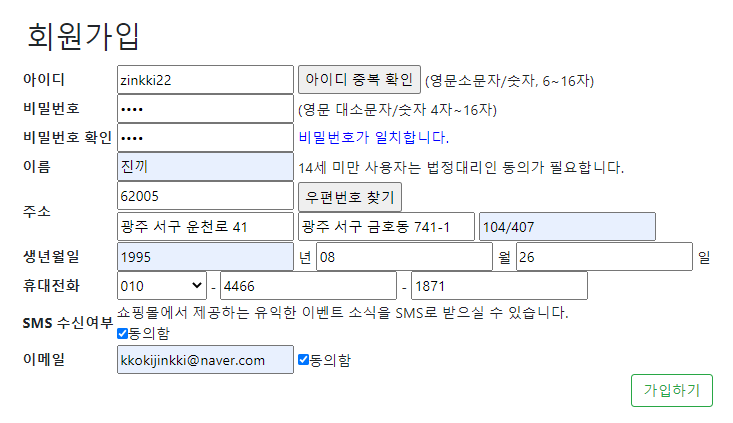 회원가입
아이디 zinkki22 아이디 중복 확인 (영문소문자/숫자, 6~16자)
비밀번호 •••• (영문 대소문자/숫자 4자~16자)
비밀번호 확인 •••• 비밀번호가 일치합니다.
이름 진끼 14세 미만 사용자는 법정대리인 동의가 필요합니다.
주소 62005 우편번호 찾기
광주 서구 운천로 41 광주 서구 금호동 741-1 104/407
생년월일 1995 년 08 월 26 일
휴대전화 010 - 4466 - 1871
SMS 수신여부 쇼핑몰에서 제공하는 유익한 이벤트 소식을 SMS로 받으실 수 있습니다.
동의함
이메일 kkokijinkki@naver.com 동의함
가입하기